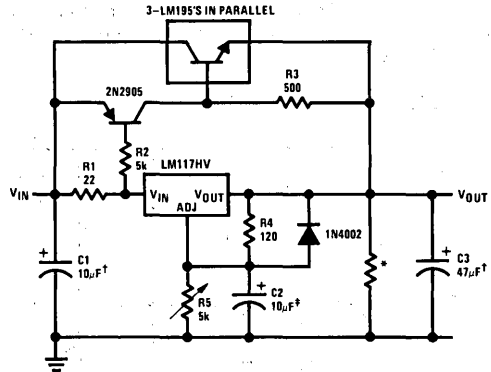 3–LM195'S IN PARALLEL
2N2905
R3
500
R2
5k
LM117HV
R1
22
VIN
VIN
VOUT
ADJ
VOUT
R4
120
1N4002
+
C1
10µF†
R5
5k
+
C2
10µF‡
*
+
C3
47µF†